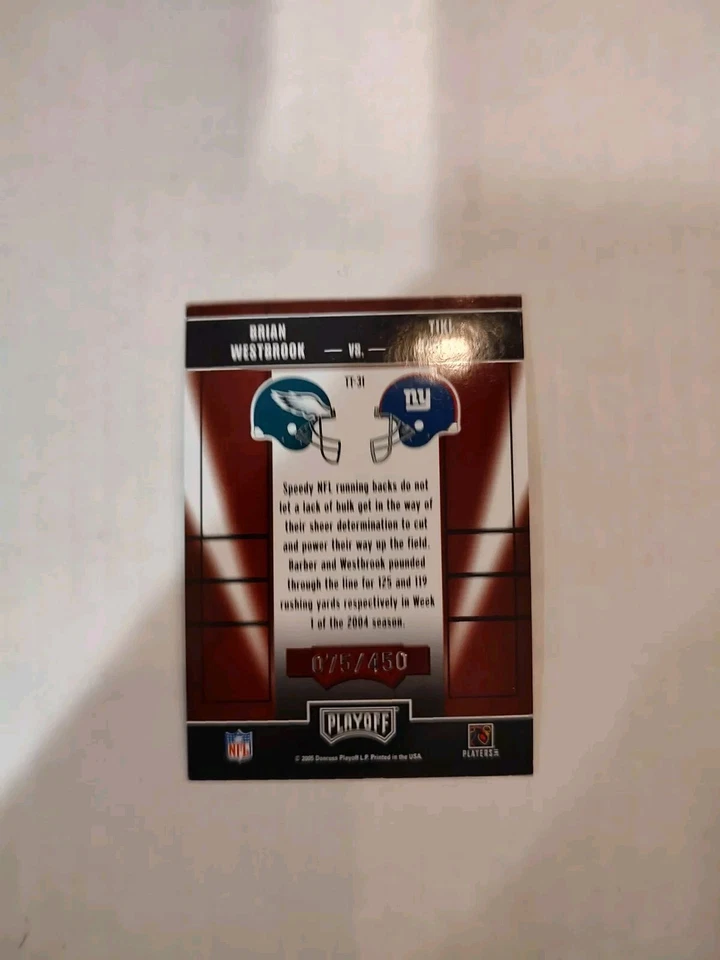 BRIAN
WESTBROOK
— VS. —
TIKI
TT-31
NY
Speedy NFL running backs do not
let a lack of bulk get in the way of
their sheer determination to cut
and power their way up the field.
Barber and Westbrook pounded
through the line for 125 and 119
rushing yards respectively in Week
1 of the 2004 season.
075/450
PLAYOFF
NFL
© 2005 Donruss Playoff L.P. Printed in the USA.
PLAYERS